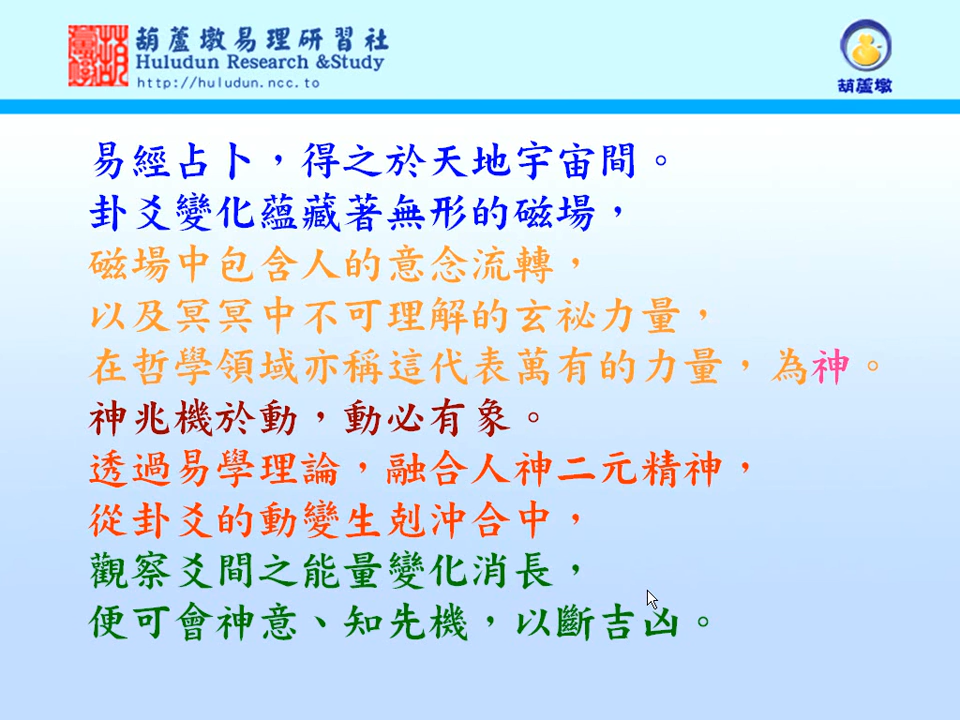 葫蘆墩易理研習社
Huludun Research &Study
http://huludun.ncc.to
葫蘆墩
易經占卜，得之於天地宇宙間。
卦爻變化蘊藏著無形的磁場，
磁場中包含人的意念流轉，
以及冥冥中不可理解的玄祕力量，
在哲學領域亦稱這代表萬有的力量，為神。
神兆機於動，動必有象。
透過易學理論，融合人神二元精神，
從卦爻的動變生剋沖合中，
觀察爻間之能量變化消長，
便可會神意、知先機，以斷吉凶。